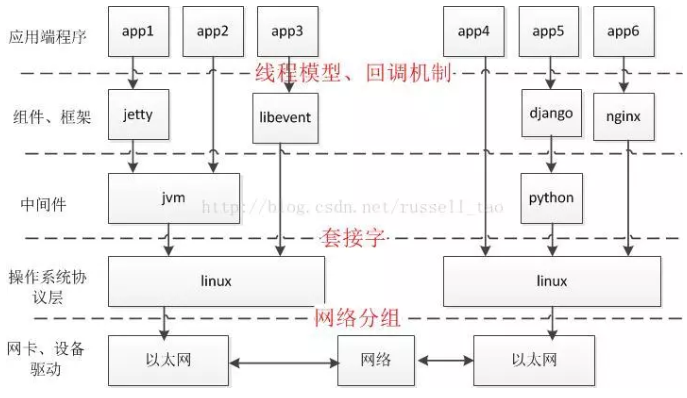 应用端程序 app1 app2 app3 app4 app5 app6
线程模型、回调机制
组件、框架 jetty libevent django nginx
中间件 jvm python
http://blog.csdn.net/russell_tao
套接字
操作系统协议层 linux linux
网络分组
网卡、设备驱动 以太网 网络 以太网